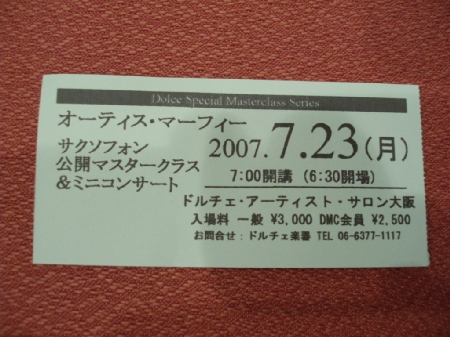 Dolce Special Masterclass Series
オーティス・マーフィー
サクソフォン
公開マスタークラス
&ミニコンサート
2007. 7.23(月)
7:00開講 (6:30開場)
ドルチェ・アーティスト・サロン大阪
入場料 一般 ¥3,000 DMC会員 ¥2,500
お問合せ：ドルチェ楽器 TEL 06-6377-1117